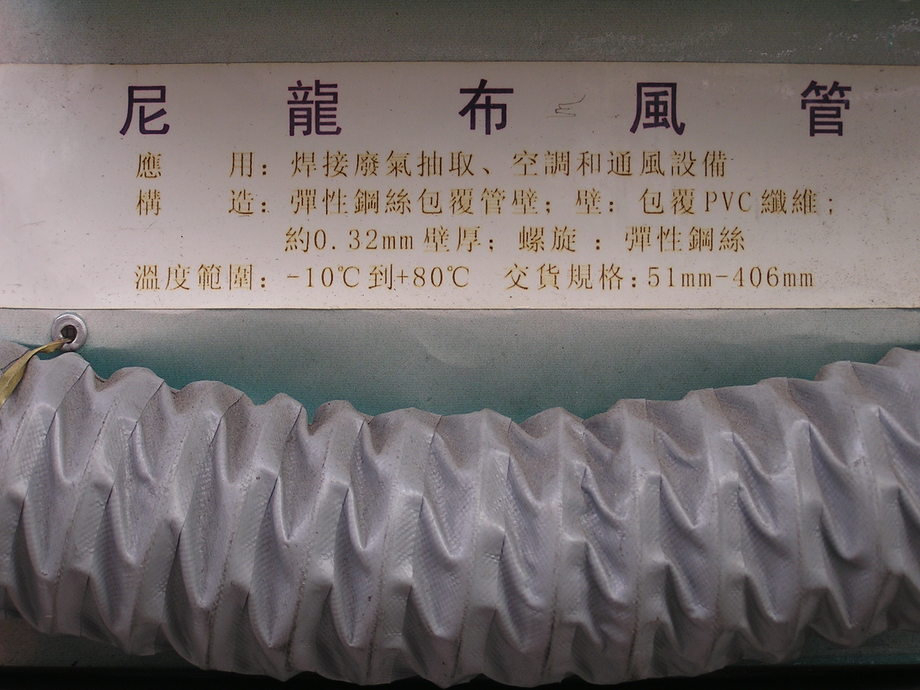 尼龍布風管
應用：焊接廢氣抽取、空調和通風設備
構造：彈性鋼絲包覆管壁；壁：包覆PVC纖維；
約0.32mm壁厚；螺旋：彈性鋼絲
溫度範圍：-10℃到+80℃ 交貨規格：51mm-406mm